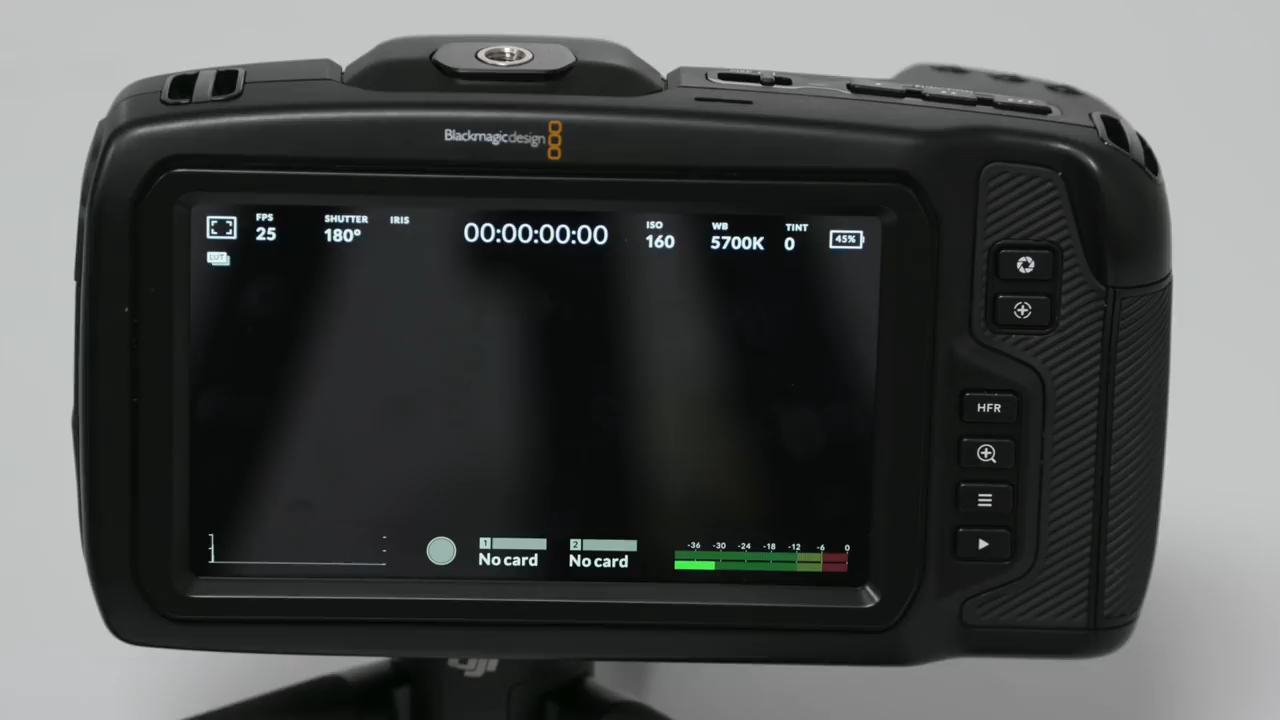 Blackmagicdesign
FPS
25
SHUTTER
180°
IRIS
00:00:00:00
ISO
160
WB
5700K
TINT
0
45%
LUT
HFR
1
No card
2
No card
-36 -30 -24 -18 -12 -6 0
dji